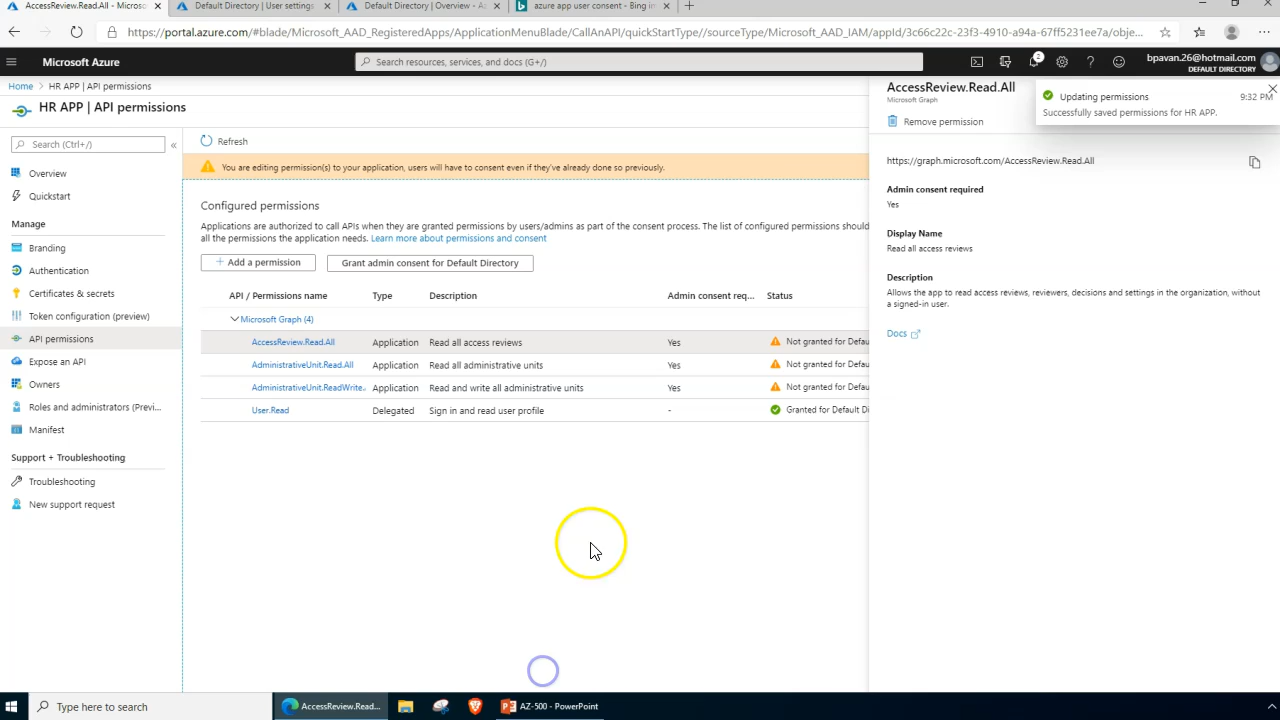 AccessReview.Read.All - Micros
Default Directory | User settings
Default Directory | Overview - A
azure app user consent - Bing in
https://portal.azure.com/#blade/Microsoft_AAD_RegisteredApps/ApplicationMenuBlade/CallAnAPI/quickStartType//sourceType/Microsoft_AAD_IAM/appId/3c66c22c-23f3-4910-a94a-67ff5231ee7a/obje...
Microsoft Azure
Search resources, services, and docs (G+/)
2
bpavan.26@hotmail.com
DEFAULT DIRECTORY
Home > HR APP | API permissions
HR APP | API permissions
Search (Ctrl+/)
«
Overview
Quickstart
Manage
Branding
Authentication
Certificates & secrets
Token configuration (preview)
API permissions
Expose an API
Owners
Roles and administrators (Previ...
Manifest
Support + Troubleshooting
Troubleshooting
New support request
Refresh
You are editing permission(s) to your application, users will have to consent even if they've already done so previously.
Configured permissions
Applications are authorized to call APIs when they are granted permissions by users/admins as part of the consent process. The list of configured permissions should
all the permissions the application needs. Learn more about permissions and consent
+ Add a permission
Grant admin consent for Default Directory
API / Permissions name Type Description Admin consent req... Status
Microsoft Graph (4)
AccessReview.Read.All Application Read all access reviews Yes Not granted for Defau
AdministrativeUnit.Read.All Application Read all administrative units Yes Not granted for Defau
AdministrativeUnit.ReadWrite. Application Read and write all administrative units Yes Not granted for Defau
User.Read Delegated Sign in and read user profile - Granted for Default Di
AccessReview.Read.All
Microsoft Graph
Remove permission
Updating permissions 9:32 PM
Successfully saved permissions for HR APP.
https://graph.microsoft.com/AccessReview.Read.All
Admin consent required
Yes
Display Name
Read all access reviews
Description
Allows the app to read access reviews, reviewers, decisions and settings in the organization, without
a signed-in user.
Docs
Type here to search
AccessReview.Read...
AZ-500 - PowerPoint